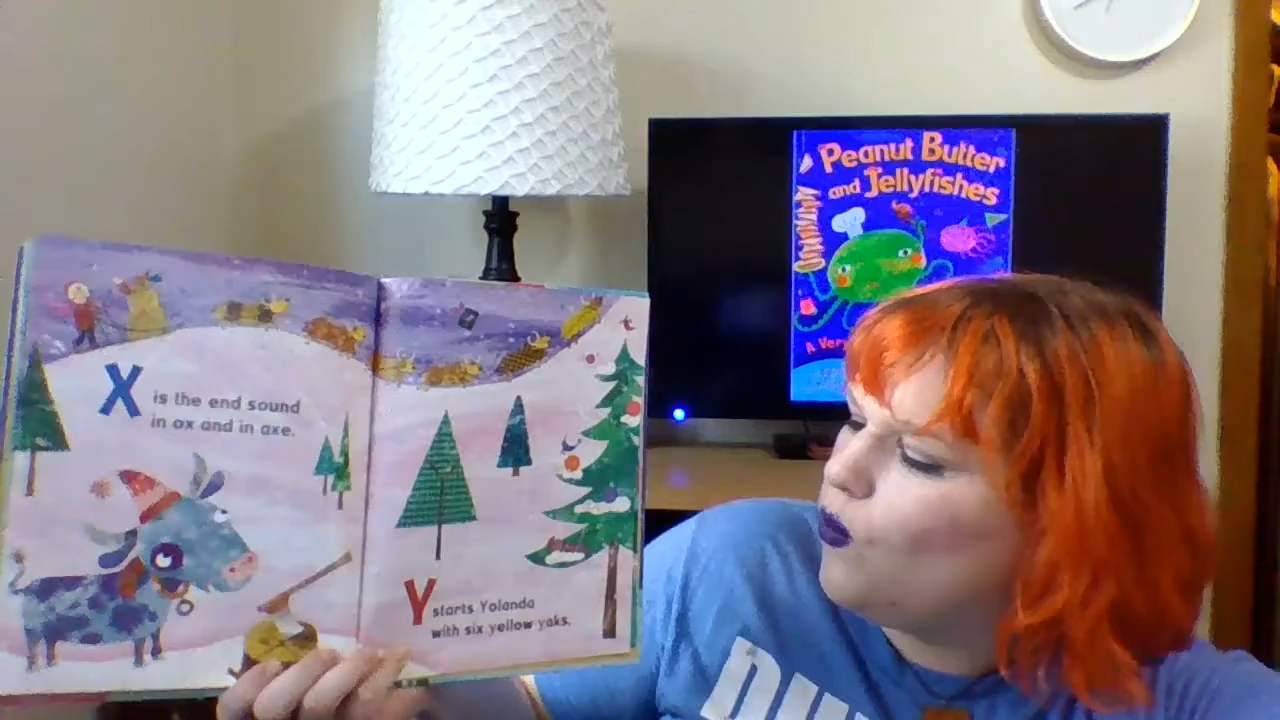 Peanut Butter
and Jellyfishes
A Very
X is the end sound
in ox and in axe.
Y starts Yolanda
with six yellow yaks.